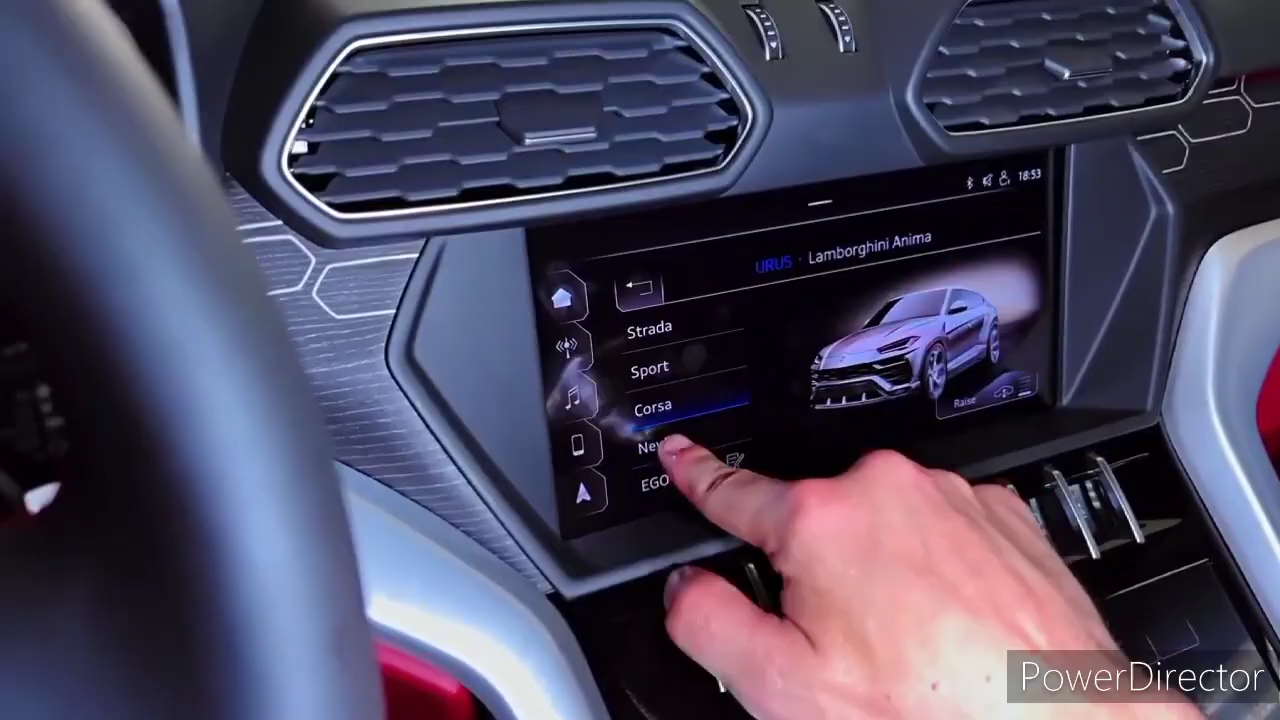 18:53
URUS · Lamborghini Anima
Strada
Sport
Corsa
EGO
Raise
PowerDirector